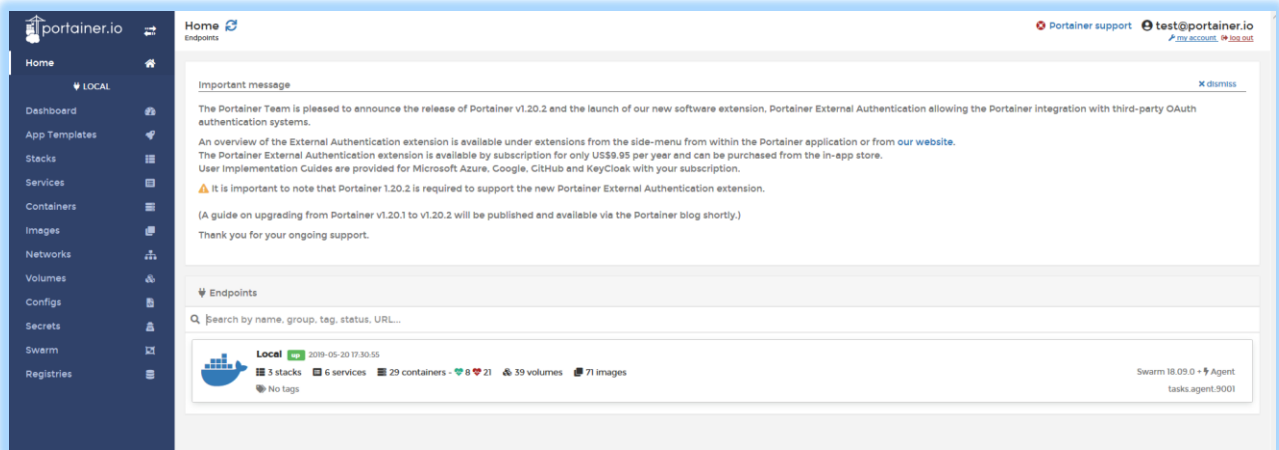 portainer.io
Home
LOCAL
Dashboard
App Templates
Stacks
Services
Containers
Images
Networks
Volumes
Configs
Secrets
Swarm
Registries
Home
Endpoints
Portainer support test@portainer.io
my account log out
Important message dismiss
The Portainer Team is pleased to announce the release of Portainer v1.20.2 and the launch of our new software extension, Portainer External Authentication allowing the Portainer integration with third-party OAuth
authentication systems.
An overview of the External Authentication extension is available under extensions from the side-menu from within the Portainer application or from our website.
The Portainer External Authentication extension is available by subscription for only US$9.95 per year and can be purchased from the in-app store.
User Implementation Guides are provided for Microsoft Azure, Google, GitHub and KeyCloak with your subscription.
It is important to note that Portainer 1.20.2 is required to support the new Portainer External Authentication extension.
(A guide on upgrading from Portainer v1.20.1 to v1.20.2 will be published and available via the Portainer blog shortly.)
Thank you for your ongoing support.
Endpoints
Search by name, group, tag, status, URL...
Local up 2019-05-20 17:30:55
3 stacks 6 services 29 containers - 8 21 39 volumes 71 images
Swarm 18.09.0 + Agent
No tags
tasks.agent:9001